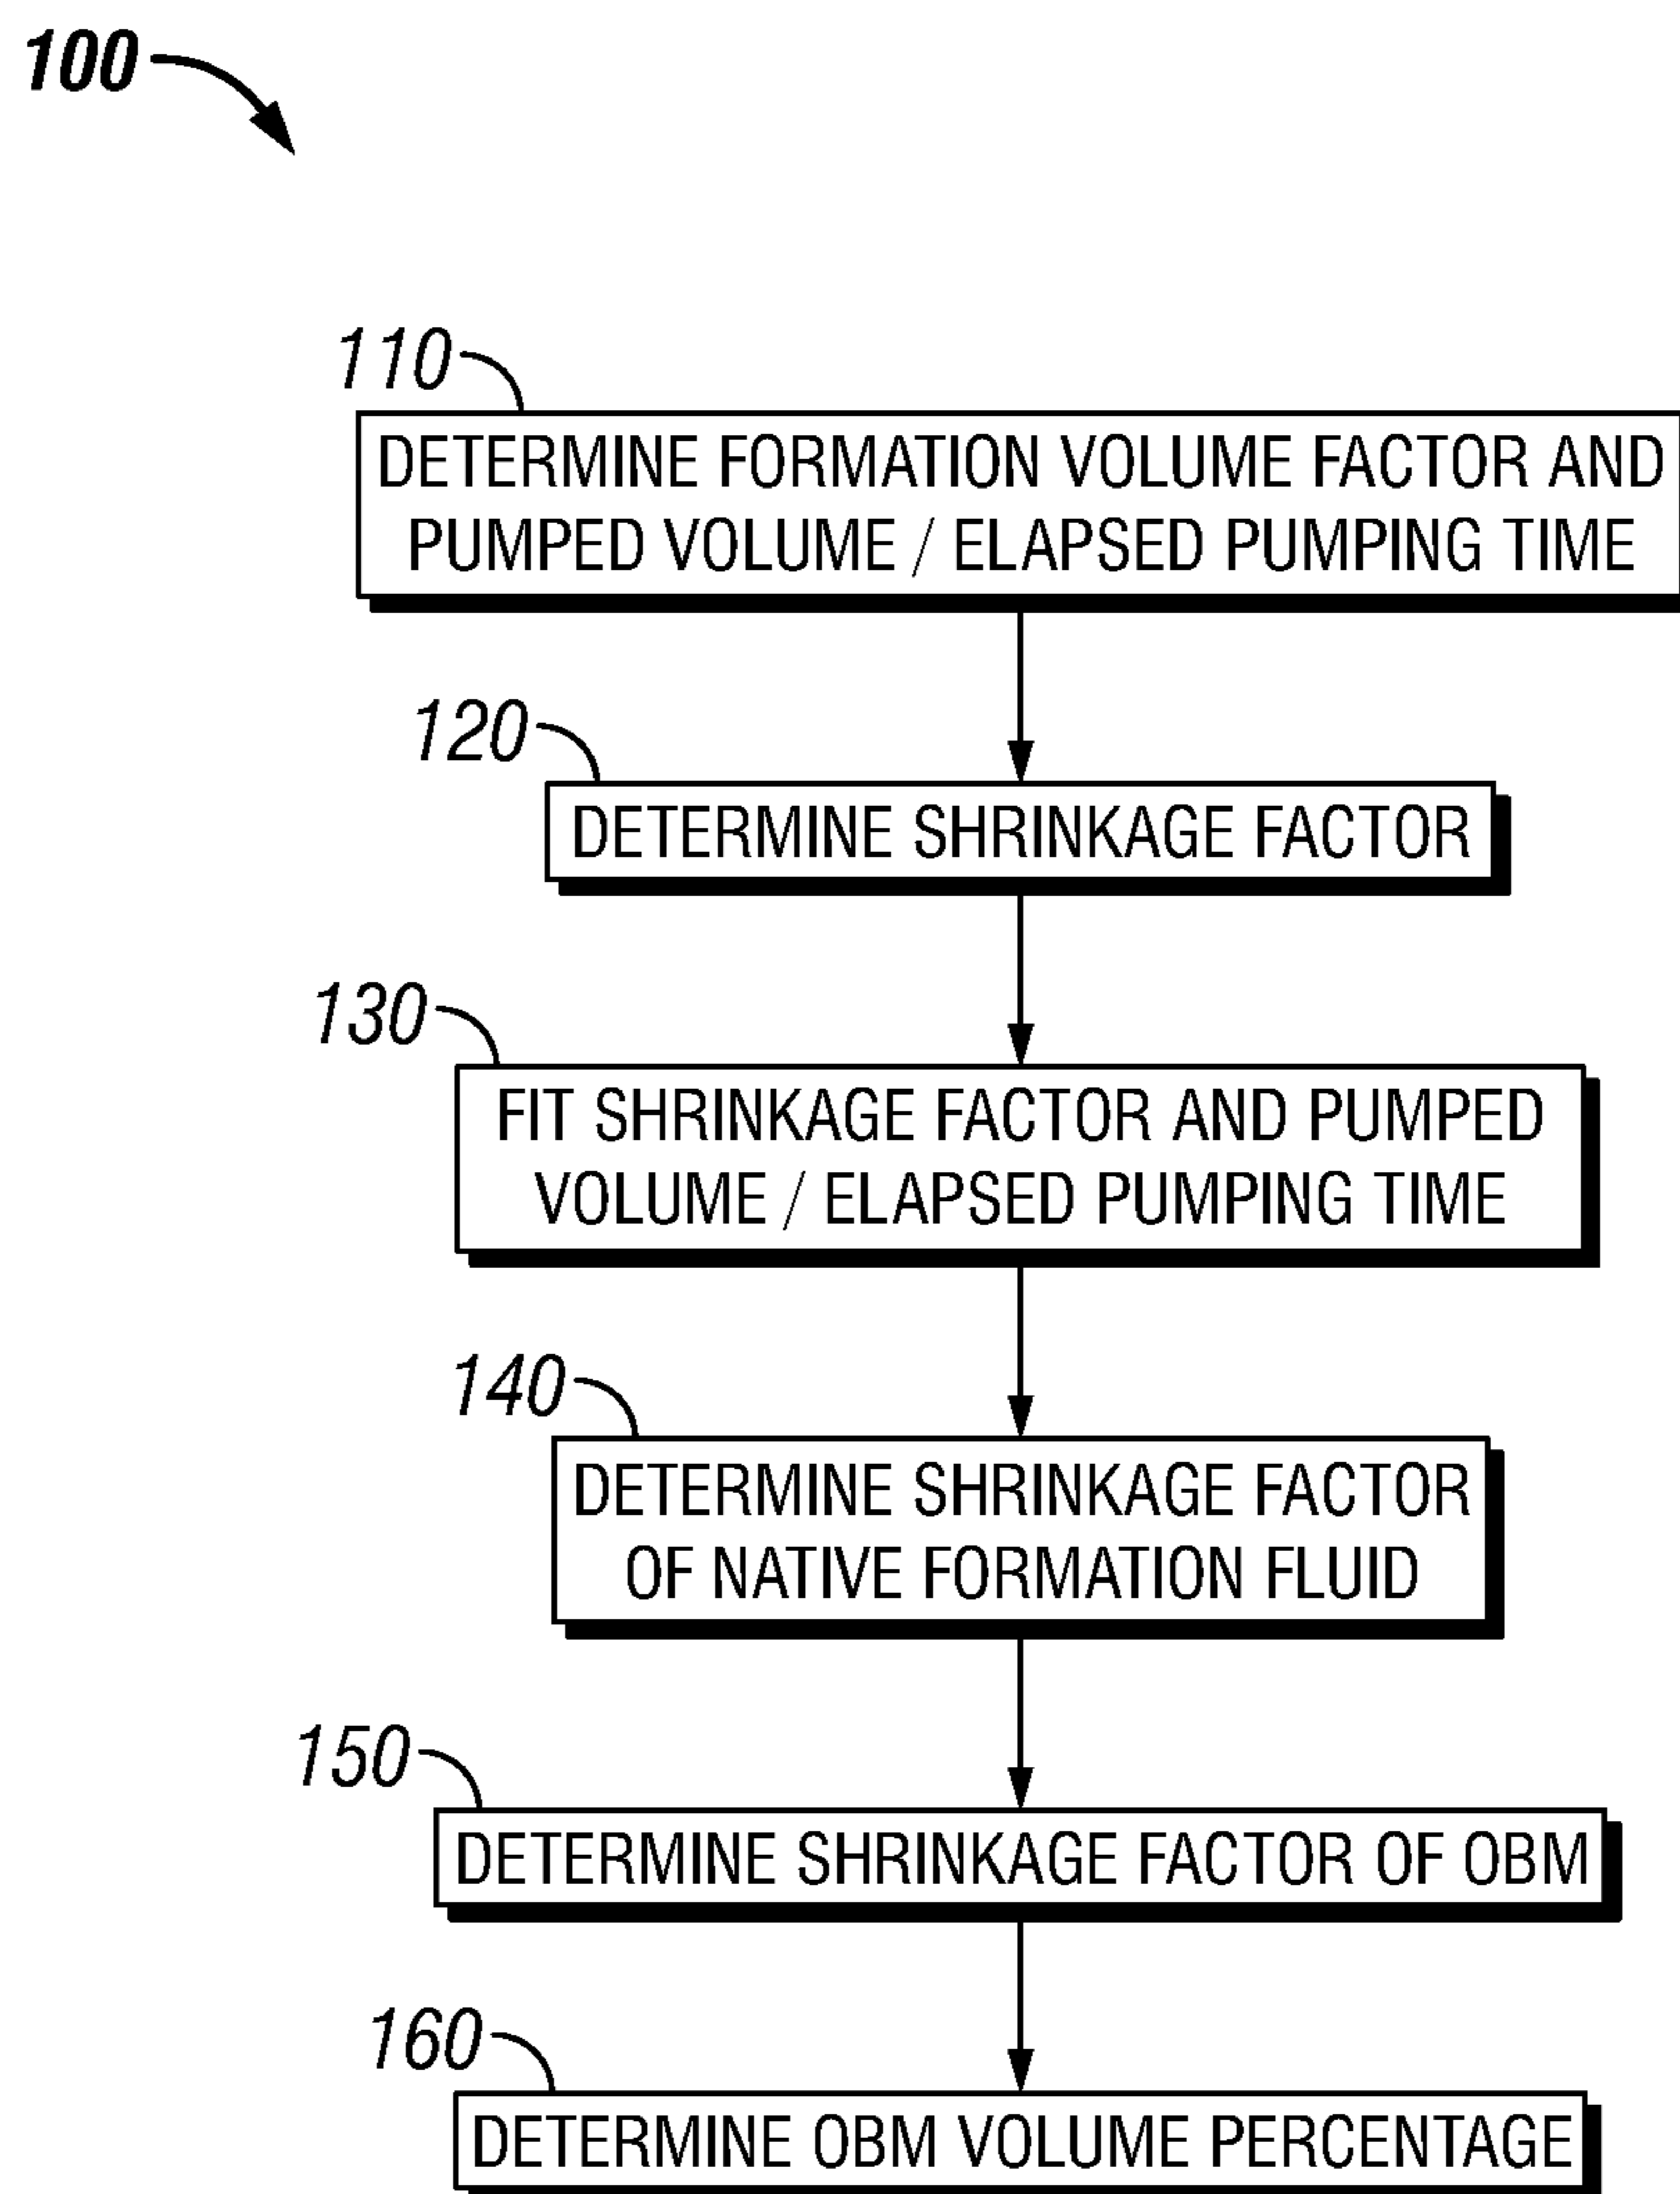 100
110
DETERMINE FORMATION VOLUME FACTOR AND
PUMPED VOLUME / ELAPSED PUMPING TIME
120
DETERMINE SHRINKAGE FACTOR
130
FIT SHRINKAGE FACTOR AND PUMPED
VOLUME / ELAPSED PUMPING TIME
140
DETERMINE SHRINKAGE FACTOR
OF NATIVE FORMATION FLUID
150
DETERMINE SHRINKAGE FACTOR OF OBM
160
DETERMINE OBM VOLUME PERCENTAGE